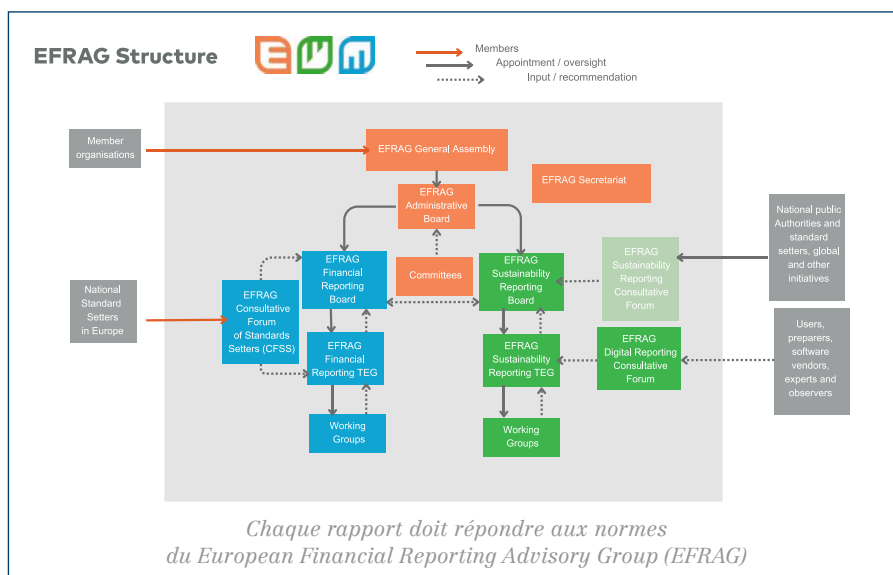 EFRAG Structure
Members
Appointment / oversight
Input / recommendation
Member
organisations
EFRAG General Assembly
EFRAG Secretariat
EFRAG
Administrative
Board
National public
Authorities and
standard
setters, global
and other
initiatives
EFRAG
Financial
Reporting
Board
Committees
EFRAG
Sustainability
Reporting
Board
EFRAG
Sustainability
Reporting
Consultative
Forum
National
Standard
Setters
in Europe
EFRAG
Consultative
Forum
of Standards
Setters (CFSS)
EFRAG
Financial
Reporting TEG
EFRAG
Sustainability
Reporting TEG
EFRAG
Digital Reporting
Consultative
Forum
Users,
preparers,
software
vendors,
experts and
observers
Working
Groups
Working
Groups
Chaque rapport doit répondre aux normes
du European Financial Reporting Advisory Group (EFRAG)